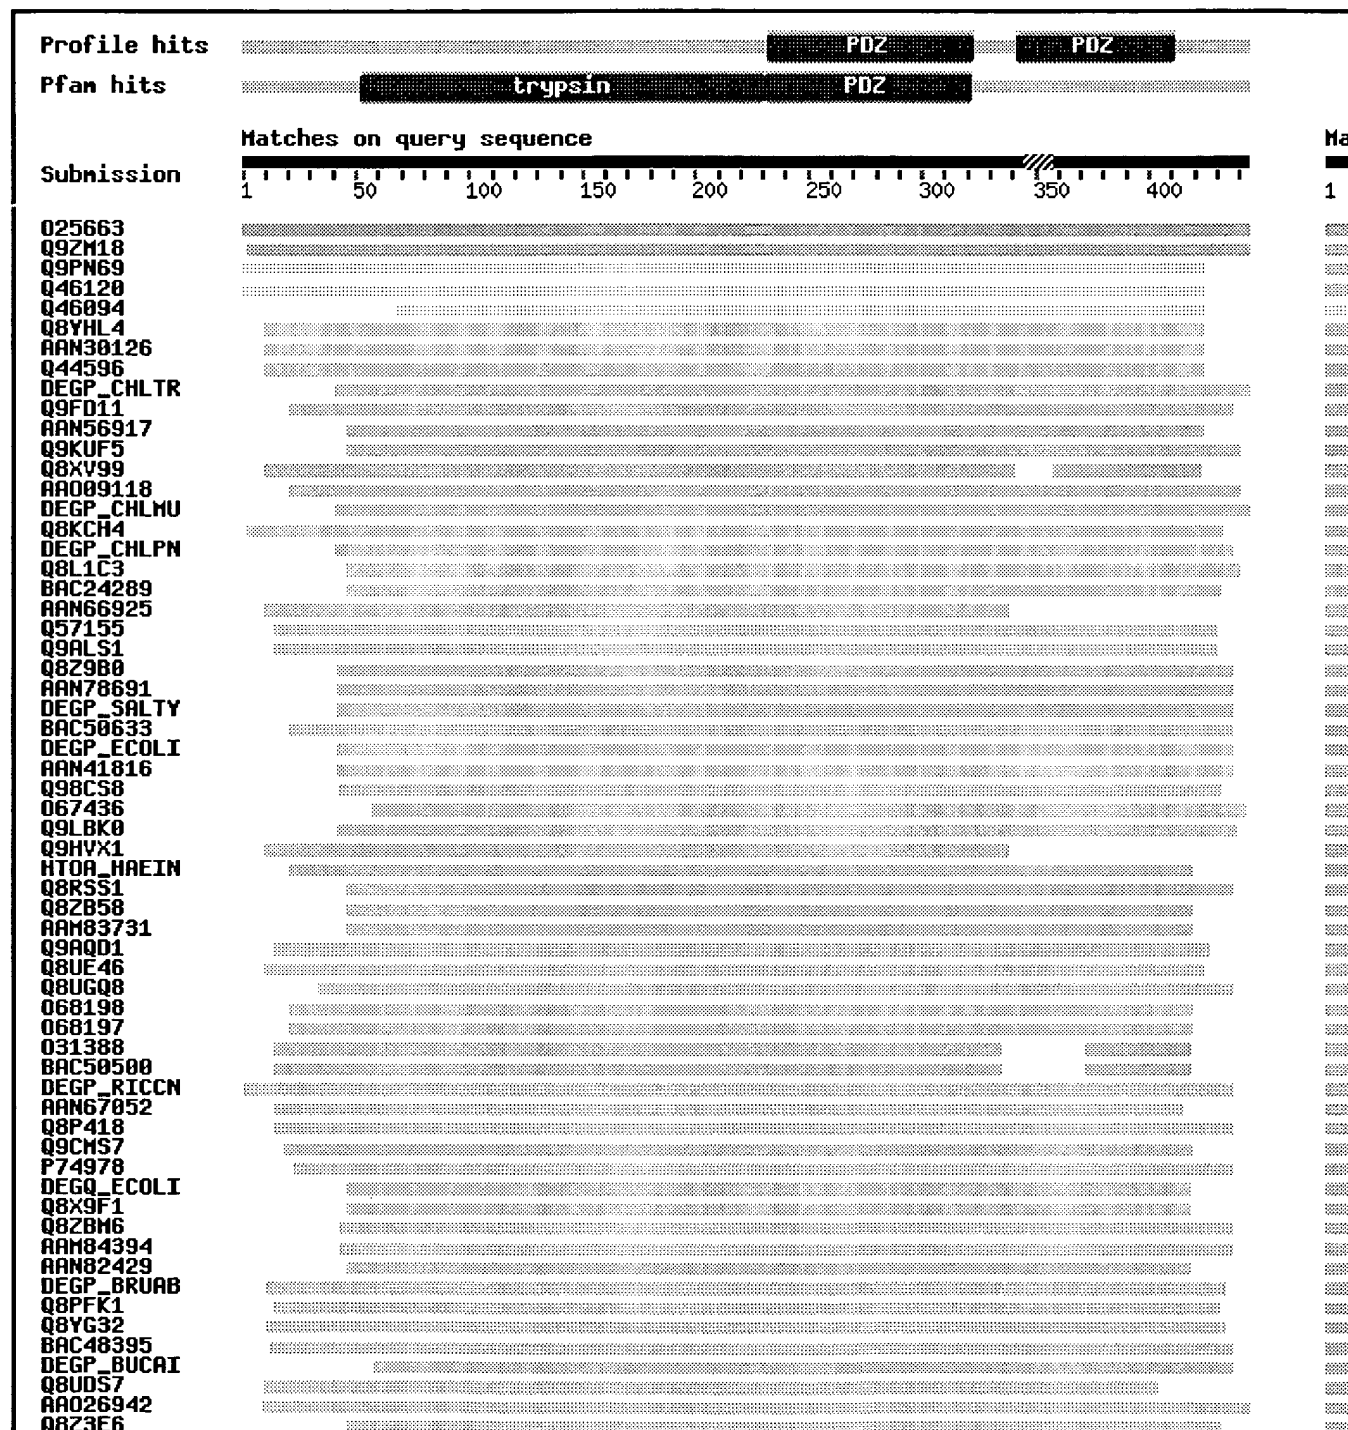 Profile hits PDZ PDZ
Pfam hits trypsin PDZ
Matches on query sequence Ma
Submission
1 50 100 150 200 250 300 350 400 1
O25663
Q9ZM18
Q9PN69
Q46120
Q46094
Q8YHL4
AAN30126
Q44596
DEGP_CHLTR
Q9FD11
AAN56917
Q9KUF5
Q8XV99
AAO09118
DEGP_CHLMU
Q8KCH4
DEGP_CHLPN
Q8L1C3
BAC24289
AAN66925
Q57155
Q9ALS1
Q8Z9B0
AAN78691
DEGP_SALTY
BAC50633
DEGP_ECOLI
AAN41816
Q98CS8
O67436
Q9LBK0
Q9HVX1
HTOA_HAEIN
Q8RSS1
Q8ZB58
AAM83731
Q9AQD1
Q8UE46
Q8UGQ8
O68198
O68197
O31388
BAC50500
DEGP_RICCN
AAN67052
Q8P418
Q9CMS7
P74978
DEGQ_ECOLI
Q8X9F1
Q8ZBM6
AAM84394
AAN82429
DEGP_BRUAB
Q8PFK1
Q8YG32
BAC48395
DEGP_BUCAI
Q8UDS7
AAO26942
Q8Z3E6